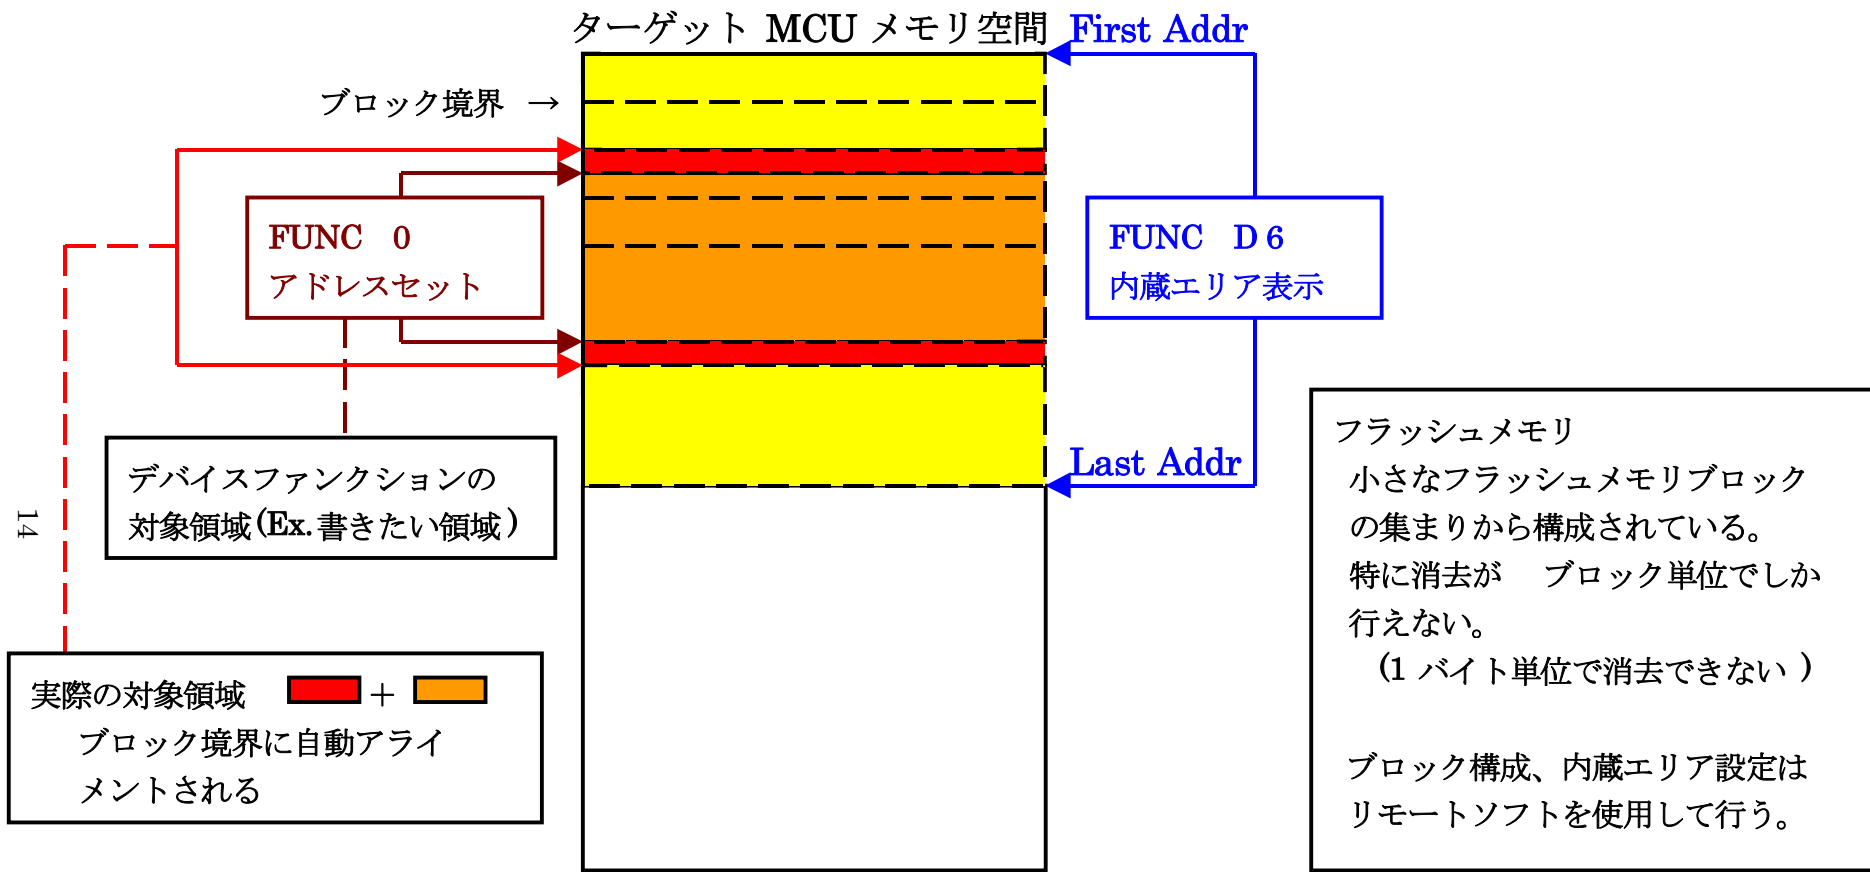 ターゲット MCU メモリ空間
First Addr
ブロック境界 →
FUNC 0
アドレスセット
FUNC D6
内蔵エリア表示
Last Addr
デバイスファンクションの
対象領域(Ex.書きたい領域)
14
実際の対象領域 +
ブロック境界に自動アライ
メントされる
フラッシュメモリ
小さなフラッシュメモリブロック
の集まりから構成されている。
特に消去が ブロック単位でしか
行えない。
(1 バイト単位で消去できない )
ブロック構成、内蔵エリア設定は
リモートソフトを使用して行う。